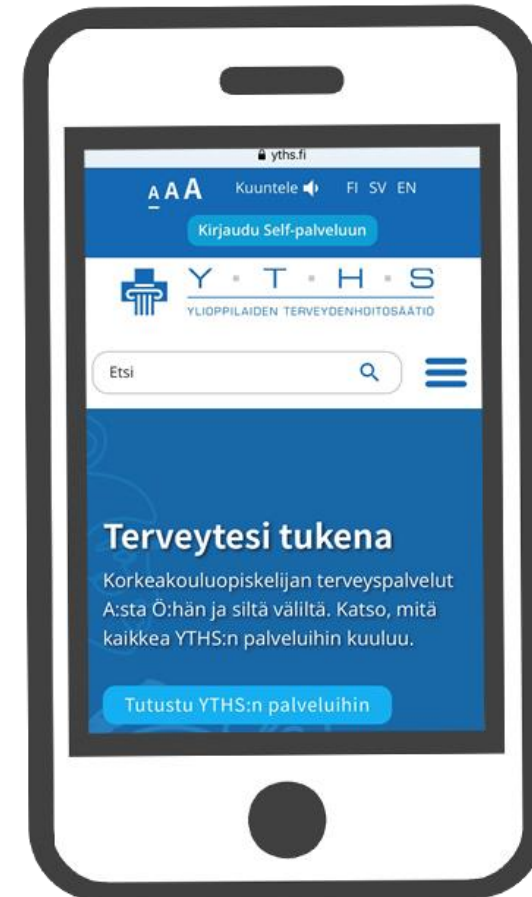 yths.fi
A A A Kuuntele FI SV EN
Kirjaudu Self-palveluun
Y T H S
YLIOPPILAIDEN TERVEYDENHOITOSÄÄTIÖ
Etsi
Terveytesi tukena
Korkeakouluopiskelijan terveyspalvelut
A:sta Ö:hän ja siltä väliltä. Katso, mitä
kaikkea YTHS:n palveluihin kuuluu.
Tutustu YTHS:n palveluihin